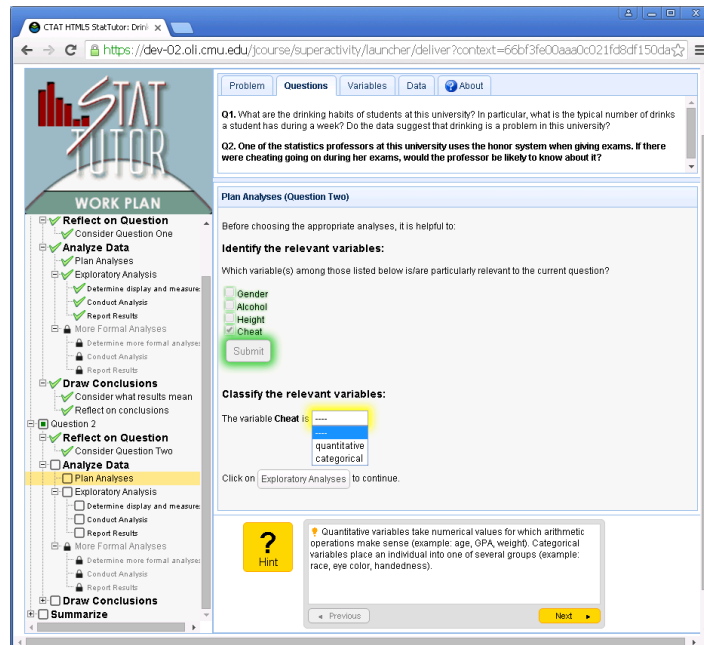 CTAT HTML5 StatTutor: Drink
https://dev-02.oli.cmu.edu/jcourse/superactivity/launcher/deliver?context=66bf3fe00aaa0c021fd8df150da
STAT
TUTOR
WORK PLAN
Reflect on Question
Consider Question One
Analyze Data
Plan Analyses
Exploratory Analysis
Determine display and measure
Conduct Analysis
Report Results
More Formal Analyses
Determine more formal analyse
Conduct Analysis
Report Results
Draw Conclusions
Consider what results mean
Reflect on conclusions
Question 2
Reflect on Question
Consider Question Two
Analyze Data
Plan Analyses
Exploratory Analysis
Determine display and measure
Conduct Analysis
Report Results
More Formal Analyses
Determine more formal analyse
Conduct Analysis
Report Results
Draw Conclusions
Summarize
Problem Questions Variables Data ? About
Q1. What are the drinking habits of students at this university? In particular, what is the typical number of drinks
a student has during a week? Do the data suggest that drinking is a problem in this university?
Q2. One of the statistics professors at this university uses the honor system when giving exams. If there
were cheating going on during her exams, would the professor be likely to know about it?
Plan Analyses (Question Two)
Before choosing the appropriate analyses, it is helpful to:
Identify the relevant variables:
Which variable(s) among those listed below is/are particularly relevant to the current question?
Gender
Alcohol
Height
Cheat
Submit
Classify the relevant variables:
The variable Cheat is ----
----
quantitative
categorical
Click on Exploratory Analyses to continue.
?
Hint
Quantitative variables take numerical values for which arithmetic
operations make sense (example: age, GPA, weight). Categorical
variables place an individual into one of several groups (example:
race, eye color, handedness).
Previous Next